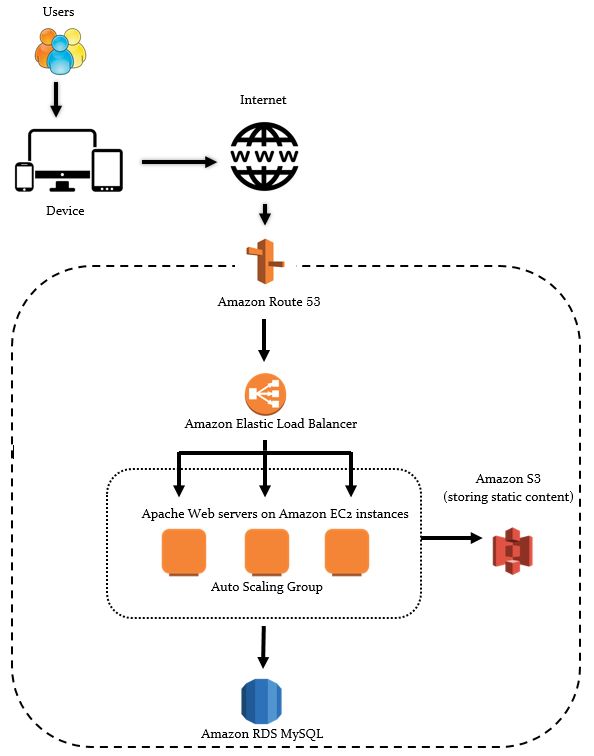 Users
Internet
W W W
Device
Amazon Route 53
Amazon Elastic Load Balancer
Amazon S3
(storing static content)
Apache Web servers on Amazon EC2 instances
Auto Scaling Group
Amazon RDS MySQL